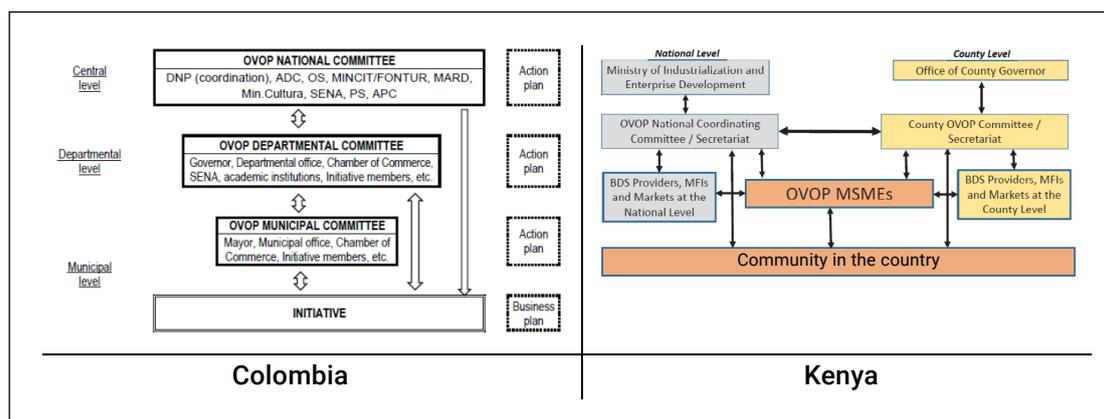 Central
level
OVOP NATIONAL COMMITTEE
DNP (coordination), ADC, OS, MINCIT/FONTUR, MARD,
Min.Cultura, SENA, PS, APC
Action
plan
Departmental
level
OVOP DEPARTMENTAL COMMITTEE
Governor, Departmental office, Chamber of Commerce,
SENA, academic institutions, Initiative members, etc.
Action
plan
OVOP MUNICIPAL COMMITTEE
Mayor, Municipal office, Chamber of
Commerce, Initiative members, etc.
Action
plan
Municipal
level
INITIATIVE
Business
plan
Colombia
National Level
Ministry of Industrialization and
Enterprise Development
County Level
Office of County Governor
OVOP National Coordinating
Committee / Secretariat
County OVOP Committee /
Secretariat
BDS Providers, MFIs
and Markets at the
National Level
OVOP MSMEs
BDS Providers, MFIs
and Markets at the
County Level
Community in the country
Kenya